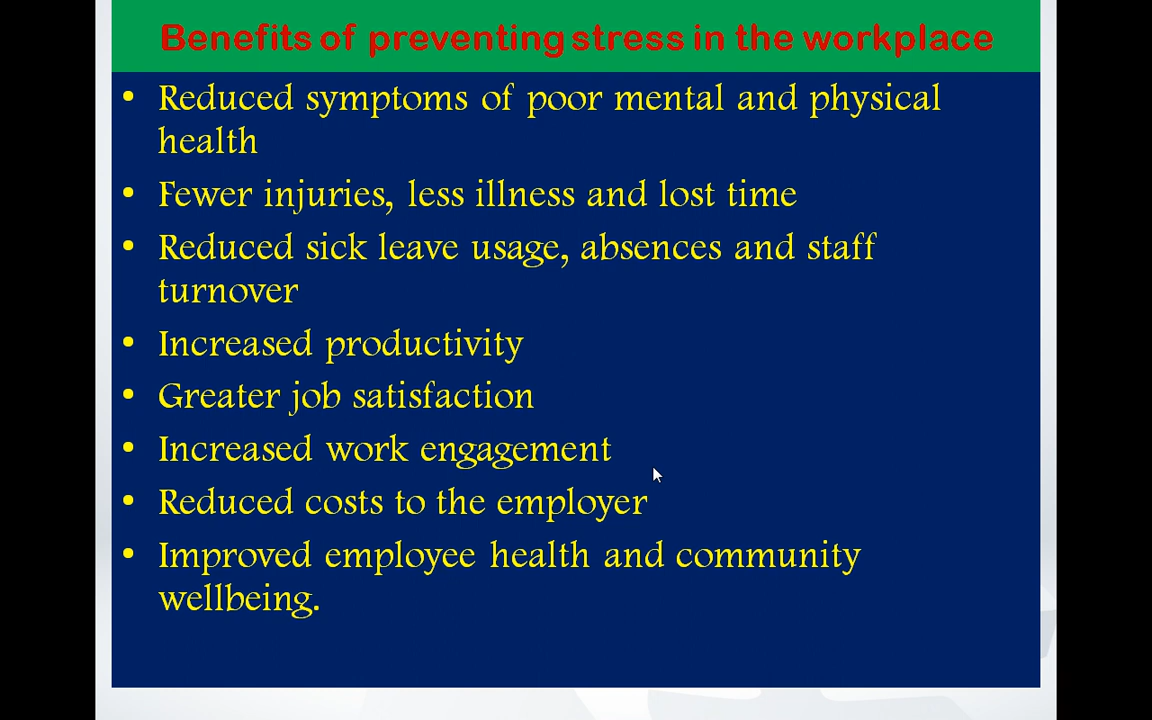 Benefits of preventing stress in the workplace
• Reduced symptoms of poor mental and physical
health
• Fewer injuries, less illness and lost time
• Reduced sick leave usage, absences and staff
turnover
• Increased productivity
• Greater job satisfaction
• Increased work engagement
• Reduced costs to the employer
• Improved employee health and community
wellbeing.